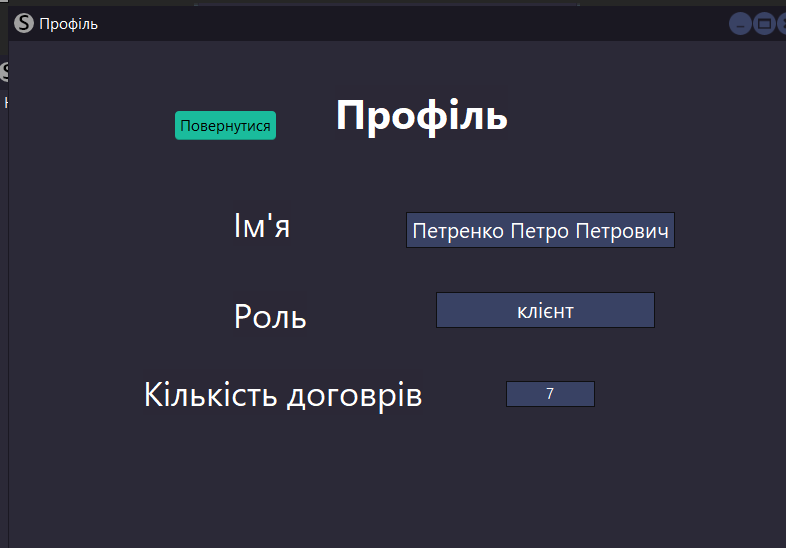 S Профіль
Профіль
Повернутися
Ім'я
Петренко Петро Петрович
Роль
клієнт
Кількість договрів
7